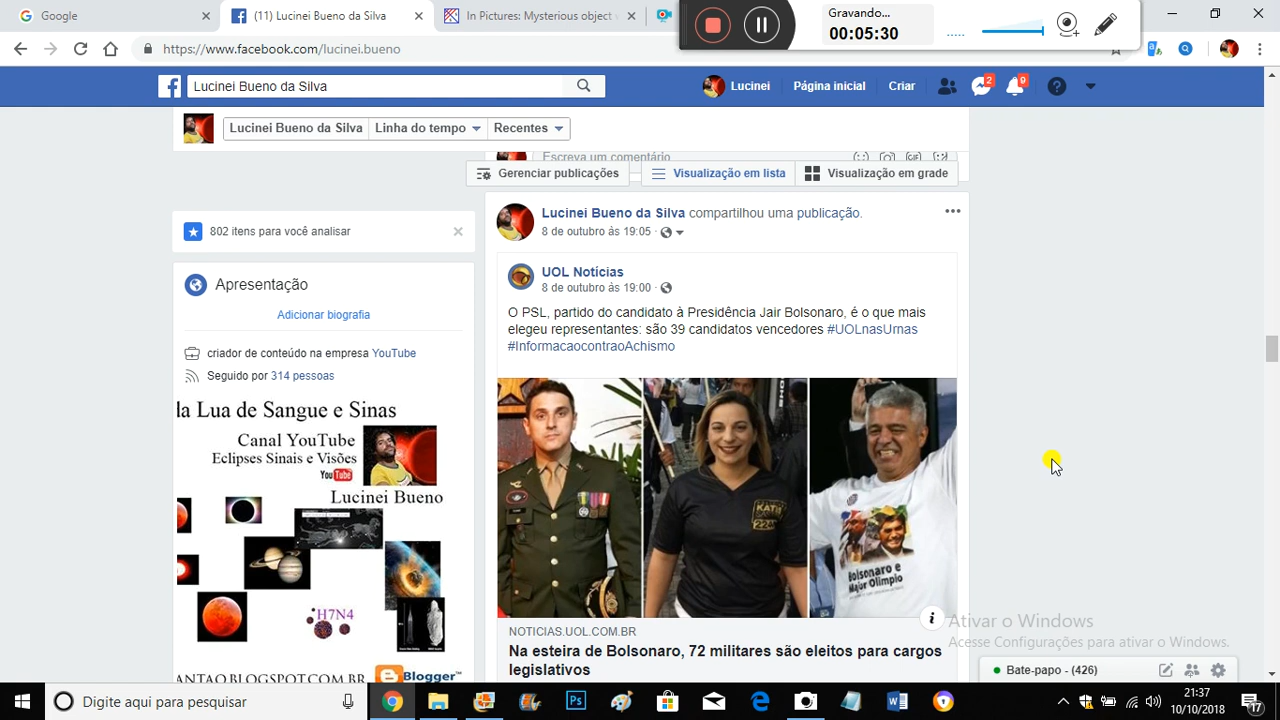 Google
(11) Lucinei Bueno da Silva
In Pictures: Mysterious object
Gravando...
00:05:30
https://www.facebook.com/lucinei.bueno
Lucinei Bueno da Silva
Lucinei
Página inicial
Criar
2
9
Lucinei Bueno da Silva
Linha do tempo
Recentes
Escreva um comentário
Gerenciar publicações
Visualização em lista
Visualização em grade
802 itens para você analisar
Apresentação
Adicionar biografia
criador de conteúdo na empresa YouTube
Seguido por 314 pessoas
da Lua de Sangue e Sinas
Canal YouTube
Eclipses Sinais e Visões
YouTube
Lucinei Bueno
H7N4
ANTAO.BLOGSPOT.COM.BR
Blogger
Lucinei Bueno da Silva compartilhou uma publicação.
8 de outubro às 19:05
UOL Notícias
8 de outubro às 19:00
O PSL, partido do candidato à Presidência Jair Bolsonaro, é o que mais
elegeu representantes: são 39 candidatos vencedores #UOLnasUrnas
#InformacaocontraoAchismo
KATIA
Bolsonaro e
Major Olímpio
NOTICIAS.UOL.COM.BR
Na esteira de Bolsonaro, 72 militares são eleitos para cargos
legislativos
Ativar o Windows
Acesse Configurações para ativar o Windows.
Bate-papo - (426)
Digite aqui para pesquisar
21:37
10/10/2018
17